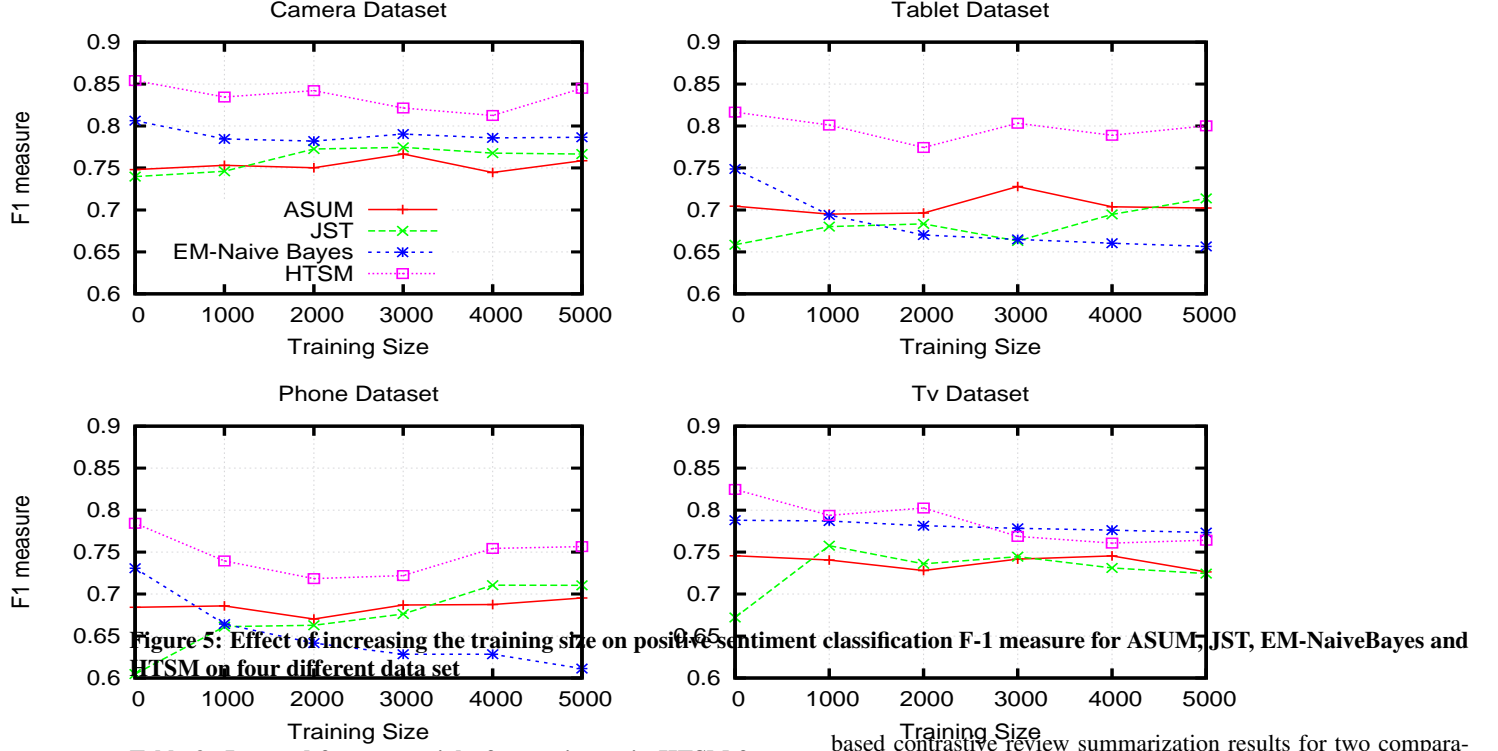 Camera Dataset
Tablet Dataset
0.9
0.85
0.8
0.75
0.7
0.65
0.6
F1 measure
ASUM
JST
EM-Naive Bayes
HTSM
0 1000 2000 3000 4000 5000
Training Size
0.9
0.85
0.8
0.75
0.7
0.65
0.6
0 1000 2000 3000 4000 5000
Training Size
Phone Dataset
Tv Dataset
0.9
0.85
0.8
0.75
0.7
0.65
0.6
F1 measure
0 1000 2000 3000 4000 5000
Training Size
0.9
0.85
0.8
0.75
0.7
0.65
0.6
0 1000 2000 3000 4000 5000
Training Size
Figure 5: Effect of increasing the training size on positive sentiment classification F-1 measure for ASUM, JST, EM-NaiveBayes and
HTSM on four different data set
based contrastive review summarization results for two compara-